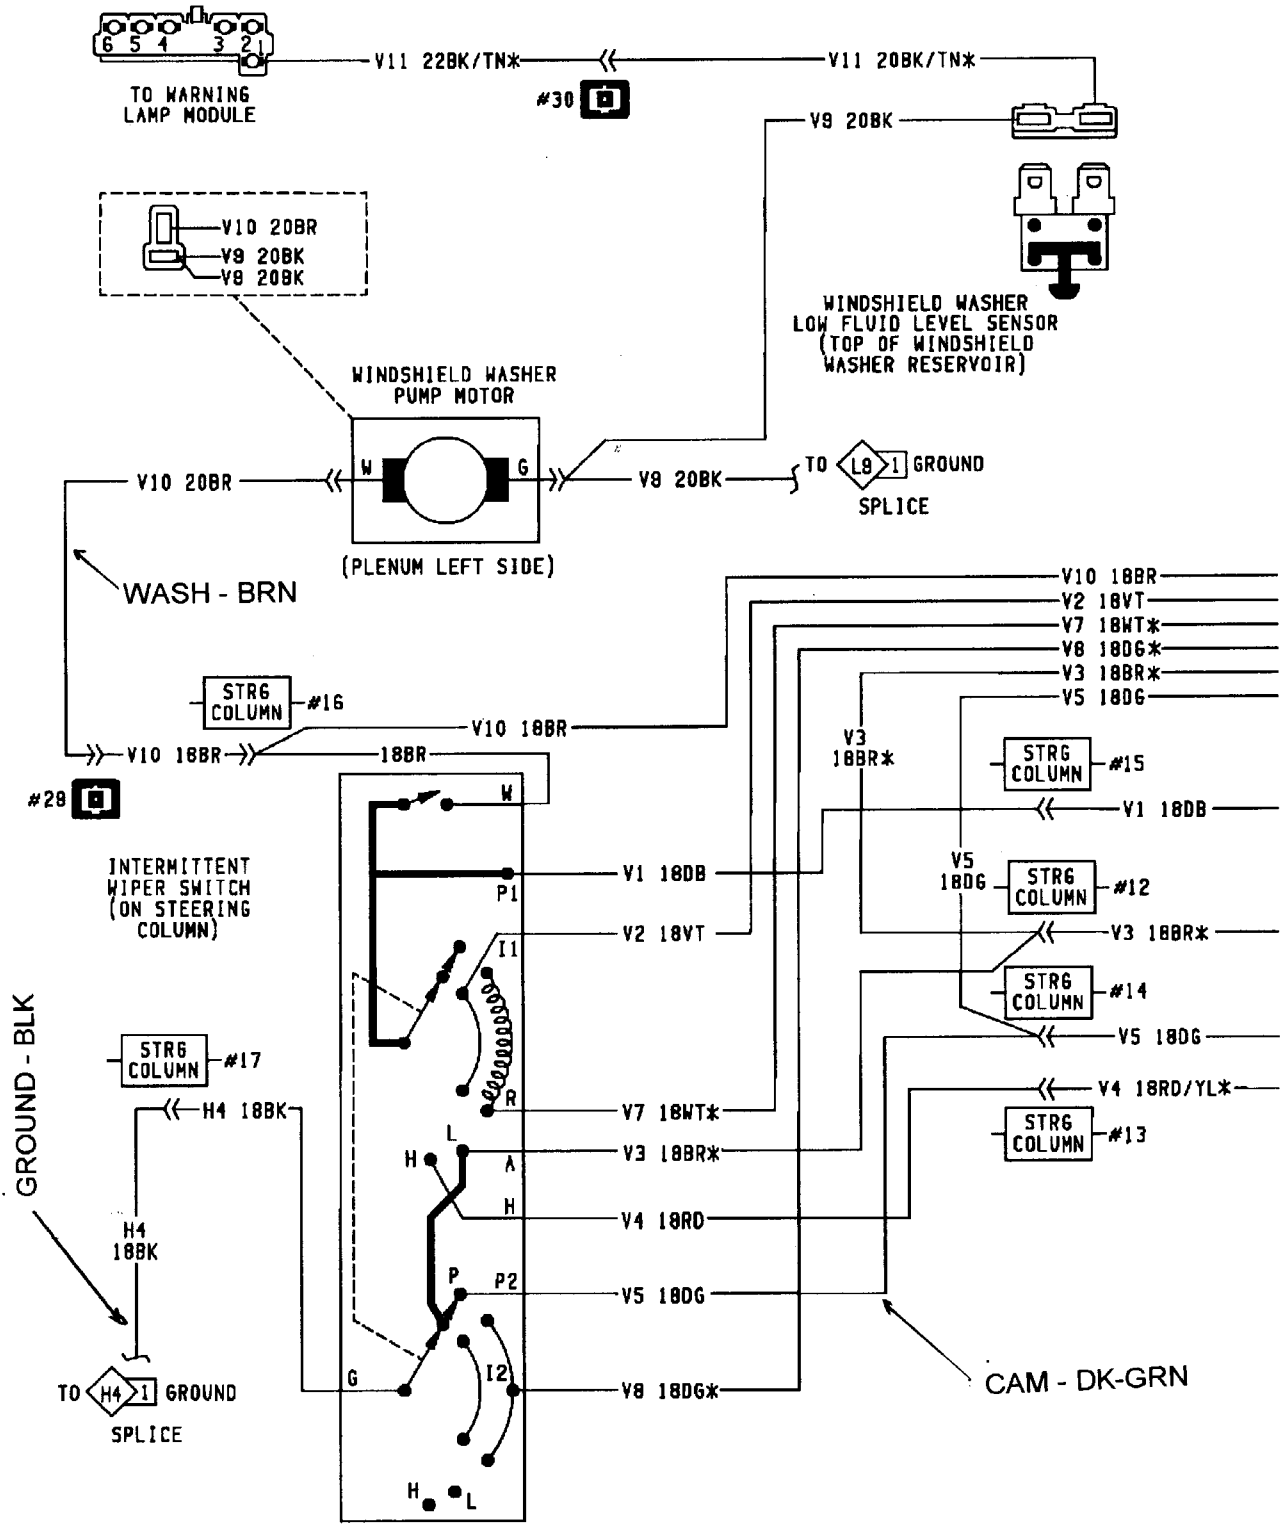 6 5 4 3 2 1
V11 22BK/TN*
V11 20BK/TN*
TO WARNING
LAMP MODULE
#30
V9 20BK
V10 20BR
V9 20BK
V9 20BK
WINDSHIELD WASHER
LOW FLUID LEVEL SENSOR
(TOP OF WINDSHIELD
WASHER RESERVOIR)
WINDSHIELD WASHER
PUMP MOTOR
W
G
V10 20BR
V9 20BK
TO L9 1 GROUND
SPLICE
(PLENUM LEFT SIDE)
WASH - BRN
V10 18BR
V2 18VT
V7 18WT*
V8 18DG*
V3 18BR*
V5 18DG
STRG
COLUMN
#16
V10 18BR
V10 18BR
18BR
V3
18BR*
STRG
COLUMN
#15
#29
W
V1 18DB
INTERMITTENT
WIPER SWITCH
(ON STEERING
COLUMN)
V1 18DB
P1
V5
18DG
STRG
COLUMN
#12
V2 18VT
I1
V3 18BR*
STRG
COLUMN
#14
GROUND - BLK
STRG
COLUMN
#17
V5 18DG
H4 18BK
R
V7 18WT*
V4 18RD/YL*
STRG
COLUMN
#13
L
H
A
V3 18BR*
H
V4 18RD
H4
18BK
P
P2
V5 18DG
G
I2
V8 18DG*
CAM - DK-GRN
TO H4 1 GROUND
SPLICE
H
L